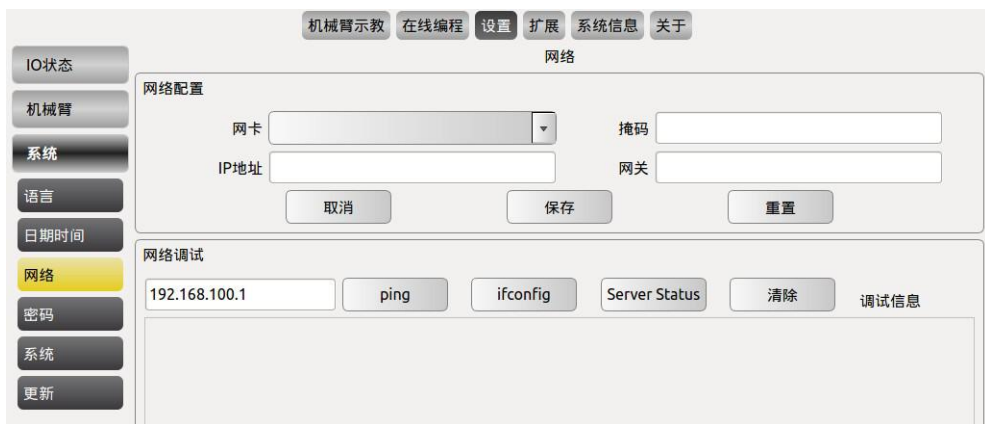 机械臂示教 在线编程 设置 扩展 系统信息 关于
网络
IO状态
机械臂
系统
语言
日期时间
网络
密码
系统
更新
网络配置
网卡 掩码
IP地址 网关
取消 保存 重置
网络调试
192.168.100.1 ping ifconfig Server Status 清除 调试信息